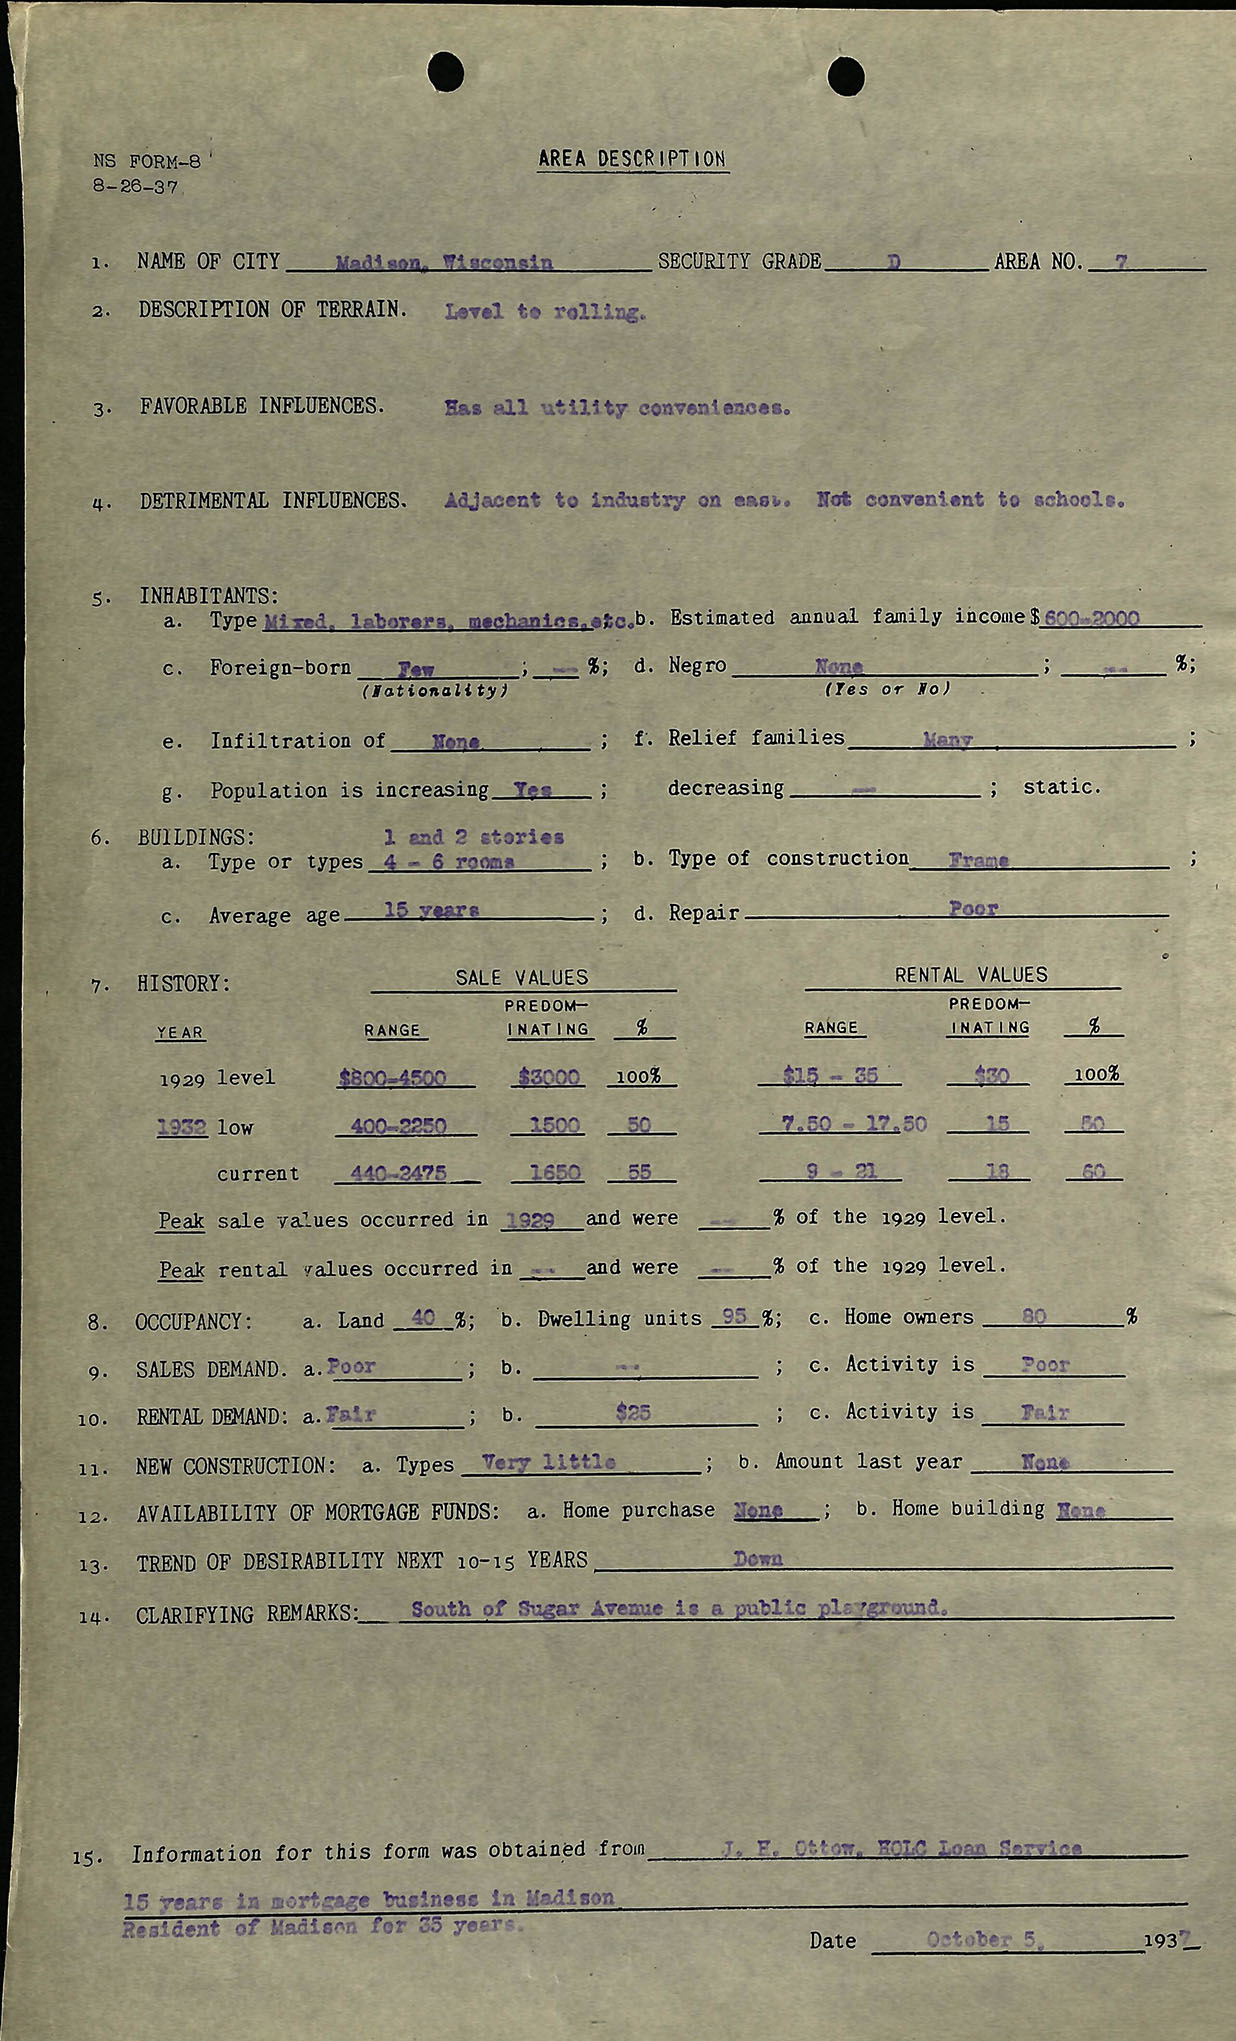 NS FORM-8
AREA DESCRIPTION
8-26-37
1. NAME OF CITY Madison, Wisconsin SECURITY GRADE D AREA NO. 7
2. DESCRIPTION OF TERRAIN. Level to rolling.
3. FAVORABLE INFLUENCES. Has all utility conveniences.
4. DETRIMENTAL INFLUENCES. Adjacent to industry on east. Not convenient to schools.
5. INHABITANTS:
a. Type Mixed, laborers, mechanics, etc. b. Estimated annual family income $ 600-2000
c. Foreign-born Few ; -- %; d. Negro None ; -- %;
(Nationality) (Yes or No)
e. Infiltration of None ; f. Relief families Many ;
g. Population is increasing Yes ; decreasing -- ; static.
6. BUILDINGS: 1 and 2 stories
a. Type or types 4 - 6 rooms ; b. Type of construction Frame ;
c. Average age 15 years ; d. Repair Poor
7. HISTORY: SALE VALUES RENTAL VALUES
PREDOM- PREDOM-
YEAR RANGE INATING % RANGE INATING %
1929 level $800-4500 $3000 100% $15 - 35 $30 100%
1932 low 400-2250 1500 50 7.50 - 17.50 15 50
current 440-2475 1650 55 9 - 21 18 60
Peak sale values occurred in 1929 and were -- % of the 1929 level.
Peak rental values occurred in -- and were -- % of the 1929 level.
8. OCCUPANCY: a. Land 40 %; b. Dwelling units 95 %; c. Home owners 80 %
9. SALES DEMAND. a. Poor ; b. -- ; c. Activity is Poor
10. RENTAL DEMAND: a. Fair ; b. $25 ; c. Activity is Fair
11. NEW CONSTRUCTION: a. Types Very little ; b. Amount last year None
12. AVAILABILITY OF MORTGAGE FUNDS: a. Home purchase None ; b. Home building None
13. TREND OF DESIRABILITY NEXT 10-15 YEARS Down
14. CLARIFYING REMARKS: South of Sugar Avenue is a public playground.
15. Information for this form was obtained from J. H. Ottow, HOLC Loan Service
15 years in mortgage business in Madison
Resident of Madison for 35 years.
Date October 5, 1937